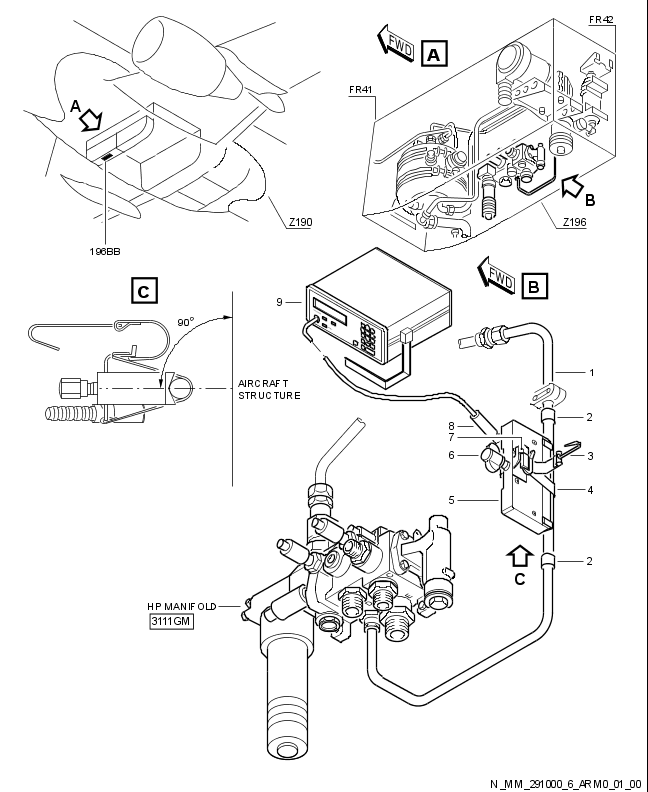 FR42
FWD
A
FR41
A
B
Z190
Z196
196BB
C
FWD
B
9
90°
1
AIRCRAFT
STRUCTURE
2
8
7
6
3
5
4
C
2
HP MANIFOLD
3111GM
N_MM_291000_6_ARM0_01_00